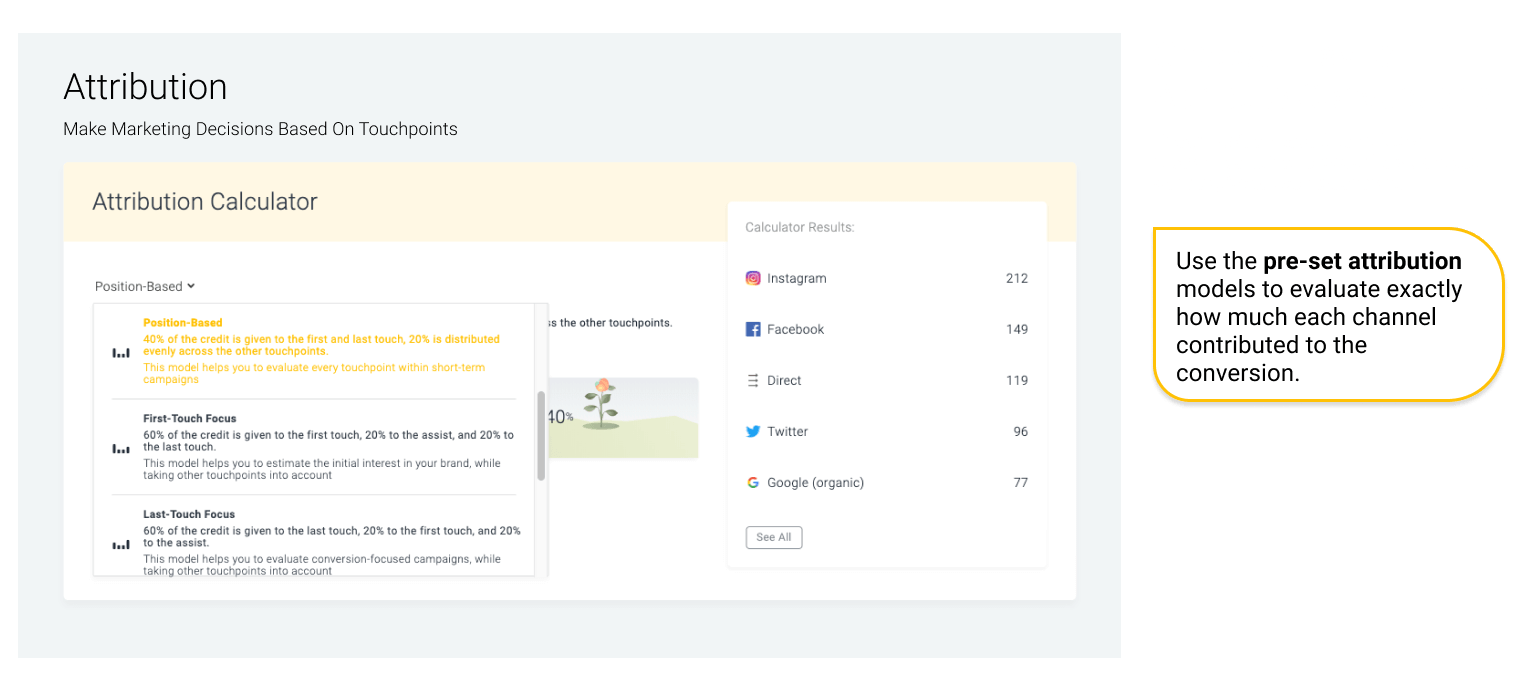 Attribution
Make Marketing Decisions Based On Touchpoints
Attribution Calculator
Position-Based
Position-Based
40% of the credit is given to the first and last touch, 20% is distributed
evenly across the other touchpoints.
This model helps you to evaluate every touchpoint within short-term
campaigns
First-Touch Focus
60% of the credit is given to the first touch, 20% to the assist, and 20% to
the last touch.
This model helps you to estimate the initial interest in your brand, while
taking other touchpoints into account
Last-Touch Focus
60% of the credit is given to the last touch, 20% to the first touch, and 20%
to the assist.
This model helps you to evaluate conversion-focused campaigns, while
taking other touchpoints into account
the other touchpoints.
40%
Calculator Results:
Instagram 212
Facebook 149
Direct 119
Twitter 96
Google (organic) 77
See All
Use the pre-set attribution
models to evaluate exactly
how much each channel
contributed to the
conversion.